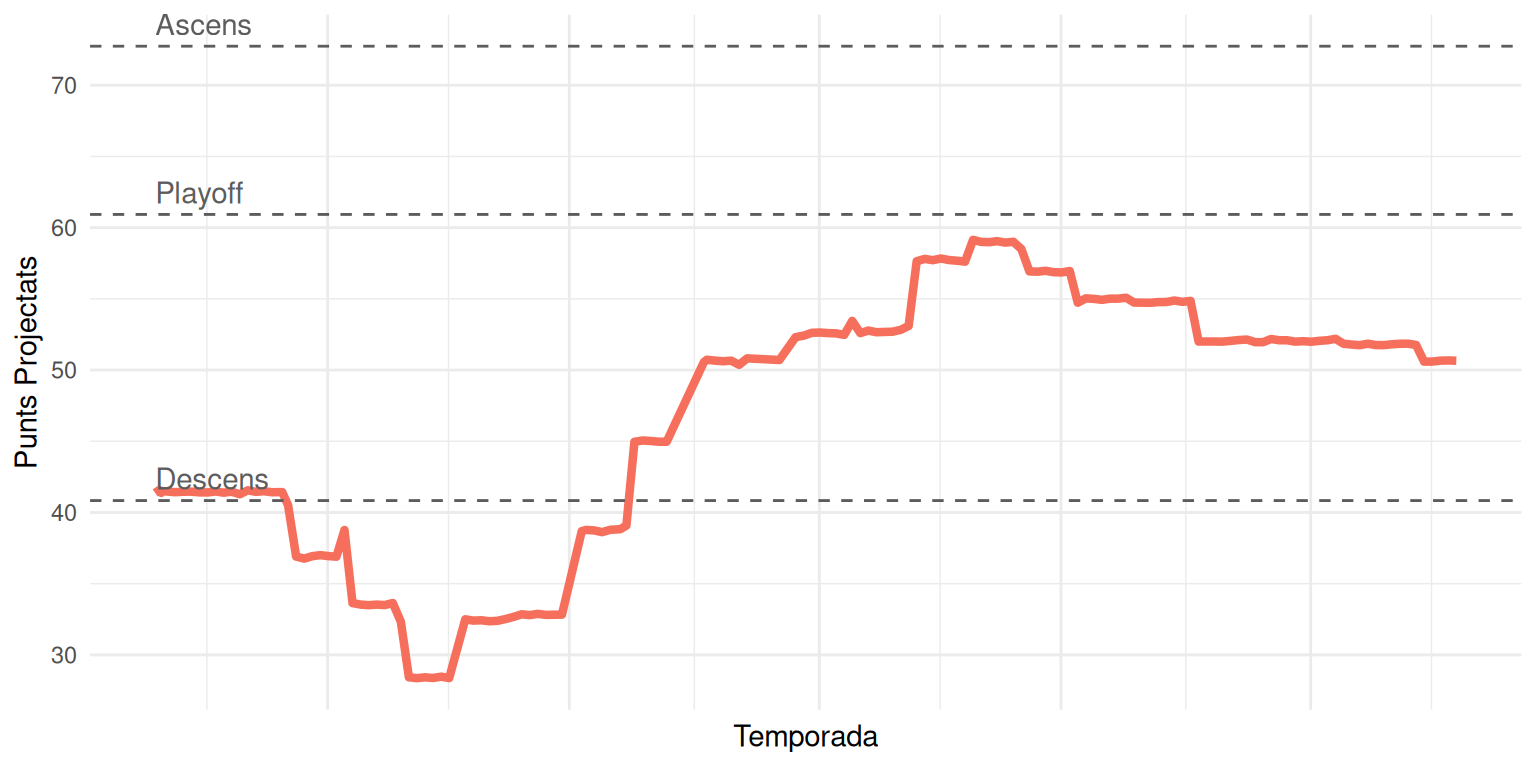 Ascens
70
Playoff
60
Punts Projectats
50
Descens
40
30
Temporada